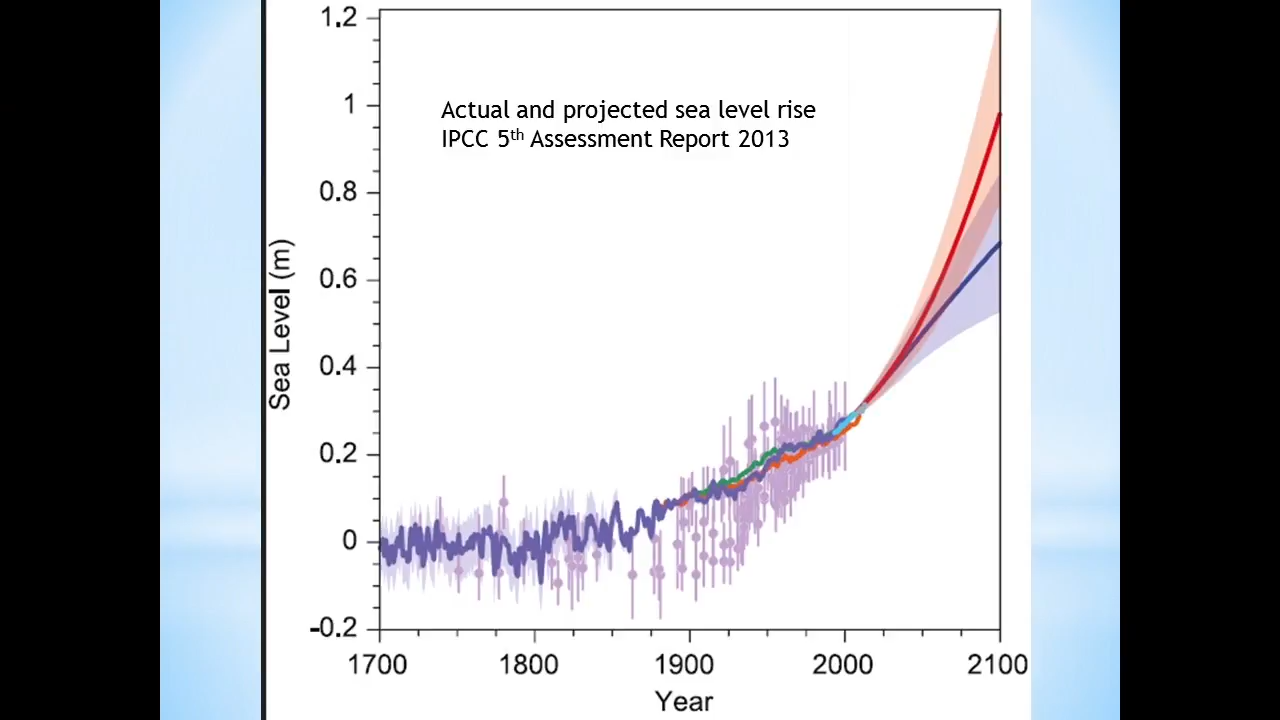 1.2
1
0.8
0.6
0.4
0.2
0
-0.2
Sea Level (m)
Actual and projected sea level rise
IPCC 5th Assessment Report 2013
1700 1800 1900 2000 2100
Year